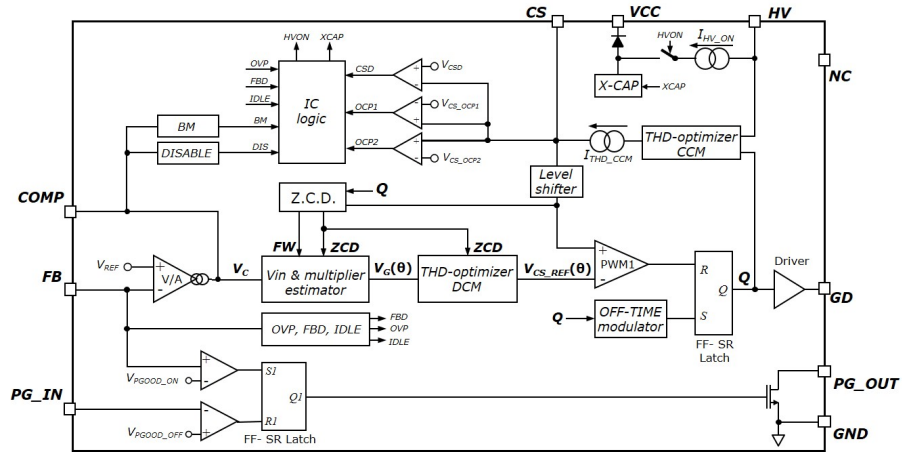 CS VCC HV
HVON XCAP
HVON I_HV_ON
OVP
FBD
IDLE
BM
DIS
IC
logic
CSD
OCP1
OCP2
V_CSD
V_CS_OCP1
V_CS_OCP2
+
-
-
+
+
-
X-CAP
XCAP
NC
THD-optimizer
CCM
I_THD_CCM
BM
DISABLE
Level
shifter
COMP
Z.C.D.
Q
FW ZCD ZCD
V_REF
+
-
V/A
V_C
Vin & multiplier
estimator
V_G(θ)
THD-optimizer
DCM
V_CS_REF(θ)
+
-
PWM1
R
S
Q
Q
FF- SR
Latch
Driver
GD
FB
OVP, FBD, IDLE
FBD
OVP
IDLE
Q
OFF-TIME
modulator
V_PGOOD_ON
+
-
S1
R1
Q1
FF- SR Latch
PG_IN
V_PGOOD_OFF
-
+
PG_OUT
GND